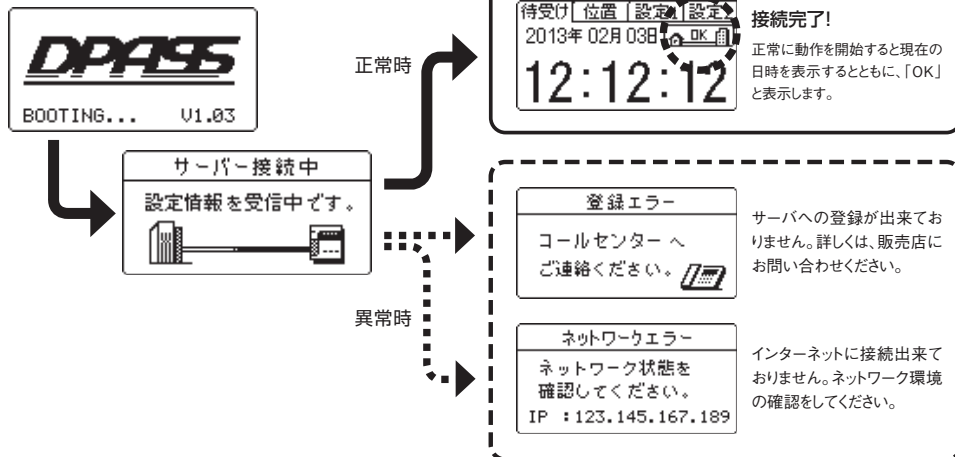 DPASS
BOOTING... V1.03
サーバー接続中
設定情報を受信中です。
正常時
異常時
待受け 位置 設定 設定
2013年 02月 03日 OK
12:12:12
接続完了!
正常に動作を開始すると現在の
日時を表示するとともに、「OK」
と表示します。
登録エラー
コールセンター へ
ご連絡ください。
サーバへの登録が出来てお
りません。詳しくは、販売店に
お問い合わせください。
ネットワークエラー
ネットワーク状態を
確認してください。
IP :123.145.167.189
インターネットに接続出来て
おりません。ネットワーク環境
の確認をしてください。